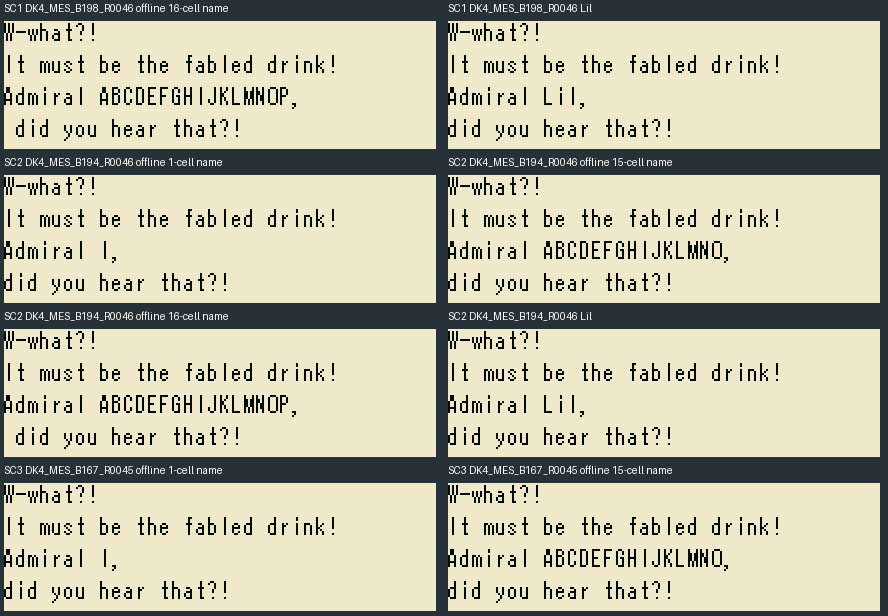 SC1 DK4_MES_B198_R0046 offline 16-cell name
W-what?!
It must be the fabled drink!
Admiral ABCDEFGHIJKLMNOP,
 did you hear that?!
SC1 DK4_MES_B198_R0046 Lil
W-what?!
It must be the fabled drink!
Admiral Lil,
did you hear that?!
SC2 DK4_MES_B194_R0046 offline 1-cell name
W-what?!
It must be the fabled drink!
Admiral I,
did you hear that?!
SC2 DK4_MES_B194_R0046 offline 15-cell name
W-what?!
It must be the fabled drink!
Admiral ABCDEFGHIJKLMNO,
did you hear that?!
SC2 DK4_MES_B194_R0046 offline 16-cell name
W-what?!
It must be the fabled drink!
Admiral ABCDEFGHIJKLMNOP,
 did you hear that?!
SC2 DK4_MES_B194_R0046 Lil
W-what?!
It must be the fabled drink!
Admiral Lil,
did you hear that?!
SC3 DK4_MES_B167_R0045 offline 1-cell name
W-what?!
It must be the fabled drink!
Admiral I,
did you hear that?!
SC3 DK4_MES_B167_R0045 offline 15-cell name
W-what?!
It must be the fabled drink!
Admiral ABCDEFGHIJKLMNO,
did you hear that?!